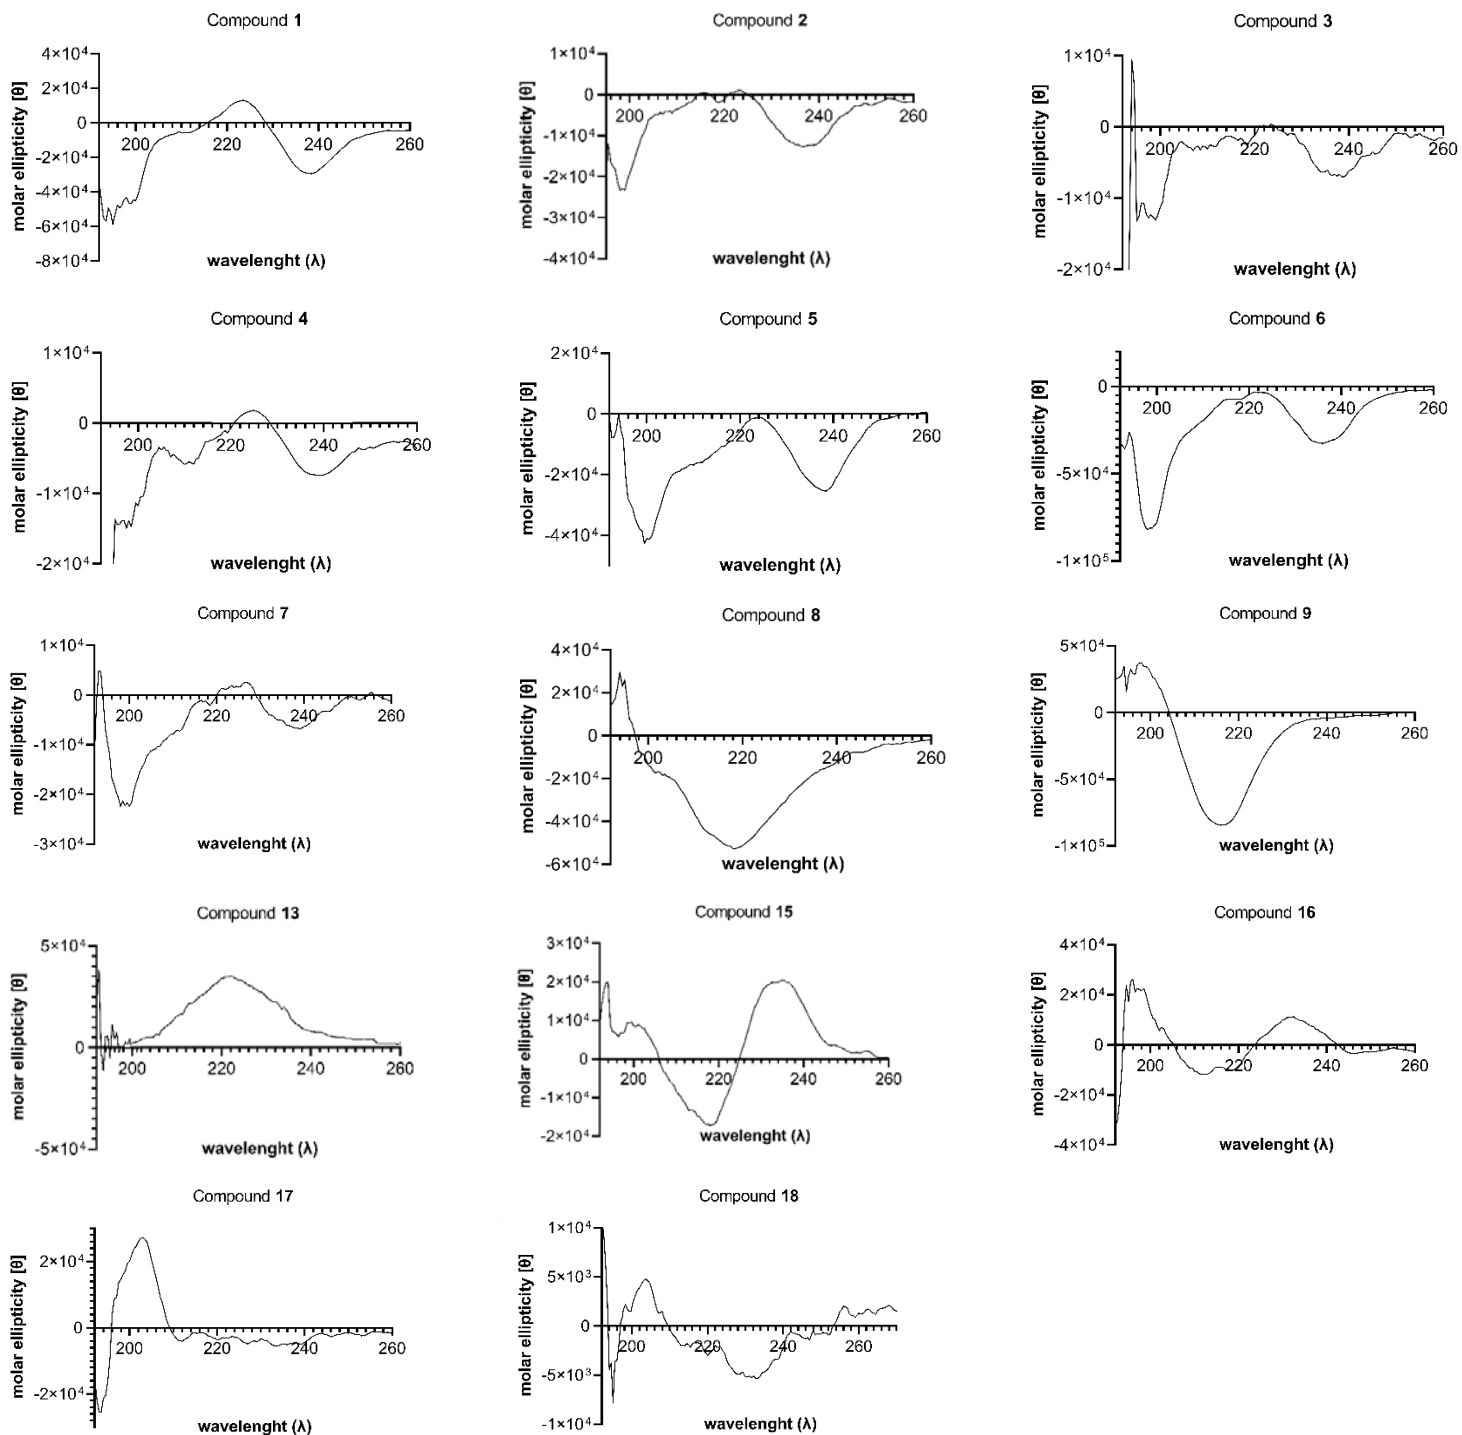 Compound 1
molar ellipticity [θ]
4×10⁴
2×10⁴
0
-2×10⁴
-4×10⁴
-6×10⁴
-8×10⁴
200 220 240 260
wavelenght (λ)
Compound 2
molar ellipticity [θ]
1×10⁴
0
-1×10⁴
-2×10⁴
-3×10⁴
-4×10⁴
200 220 240 260
wavelenght (λ)
Compound 3
molar ellipticity [θ]
1×10⁴
0
-1×10⁴
-2×10⁴
200 220 240 260
wavelenght (λ)
Compound 4
molar ellipticity [θ]
1×10⁴
0
-1×10⁴
-2×10⁴
200 220 240 260
wavelenght (λ)
Compound 5
molar ellipticity [θ]
2×10⁴
0
-2×10⁴
-4×10⁴
200 220 240 260
wavelenght (λ)
Compound 6
molar ellipticity [θ]
0
-5×10⁴
-1×10⁵
200 220 240 260
wavelenght (λ)
Compound 7
molar ellipticity [θ]
1×10⁴
0
-1×10⁴
-2×10⁴
-3×10⁴
200 220 240 260
wavelenght (λ)
Compound 8
molar ellipticity [θ]
4×10⁴
2×10⁴
0
-2×10⁴
-4×10⁴
-6×10⁴
200 220 240 260
wavelenght (λ)
Compound 9
molar ellipticity [θ]
5×10⁴
0
-5×10⁴
-1×10⁵
200 220 240 260
wavelenght (λ)
Compound 13
molar ellipticity [θ]
5×10⁴
0
-5×10⁴
200 220 240 260
wavelenght (λ)
Compound 15
molar ellipticity [θ]
3×10⁴
2×10⁴
1×10⁴
0
-1×10⁴
-2×10⁴
200 220 240 260
wavelenght (λ)
Compound 16
molar ellipticity [θ]
4×10⁴
2×10⁴
0
-2×10⁴
-4×10⁴
200 220 240 260
wavelenght (λ)
Compound 17
molar ellipticity [θ]
2×10⁴
0
-2×10⁴
200 220 240 260
wavelenght (λ)
Compound 18
molar ellipticity [θ]
1×10⁴
5×10³
0
-5×10³
-1×10⁴
200 220 240 260
wavelenght (λ)